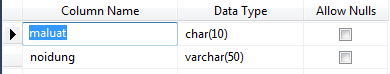 Column Name Data Type Allow Nulls
maluat char(10)
noidung varchar(50)